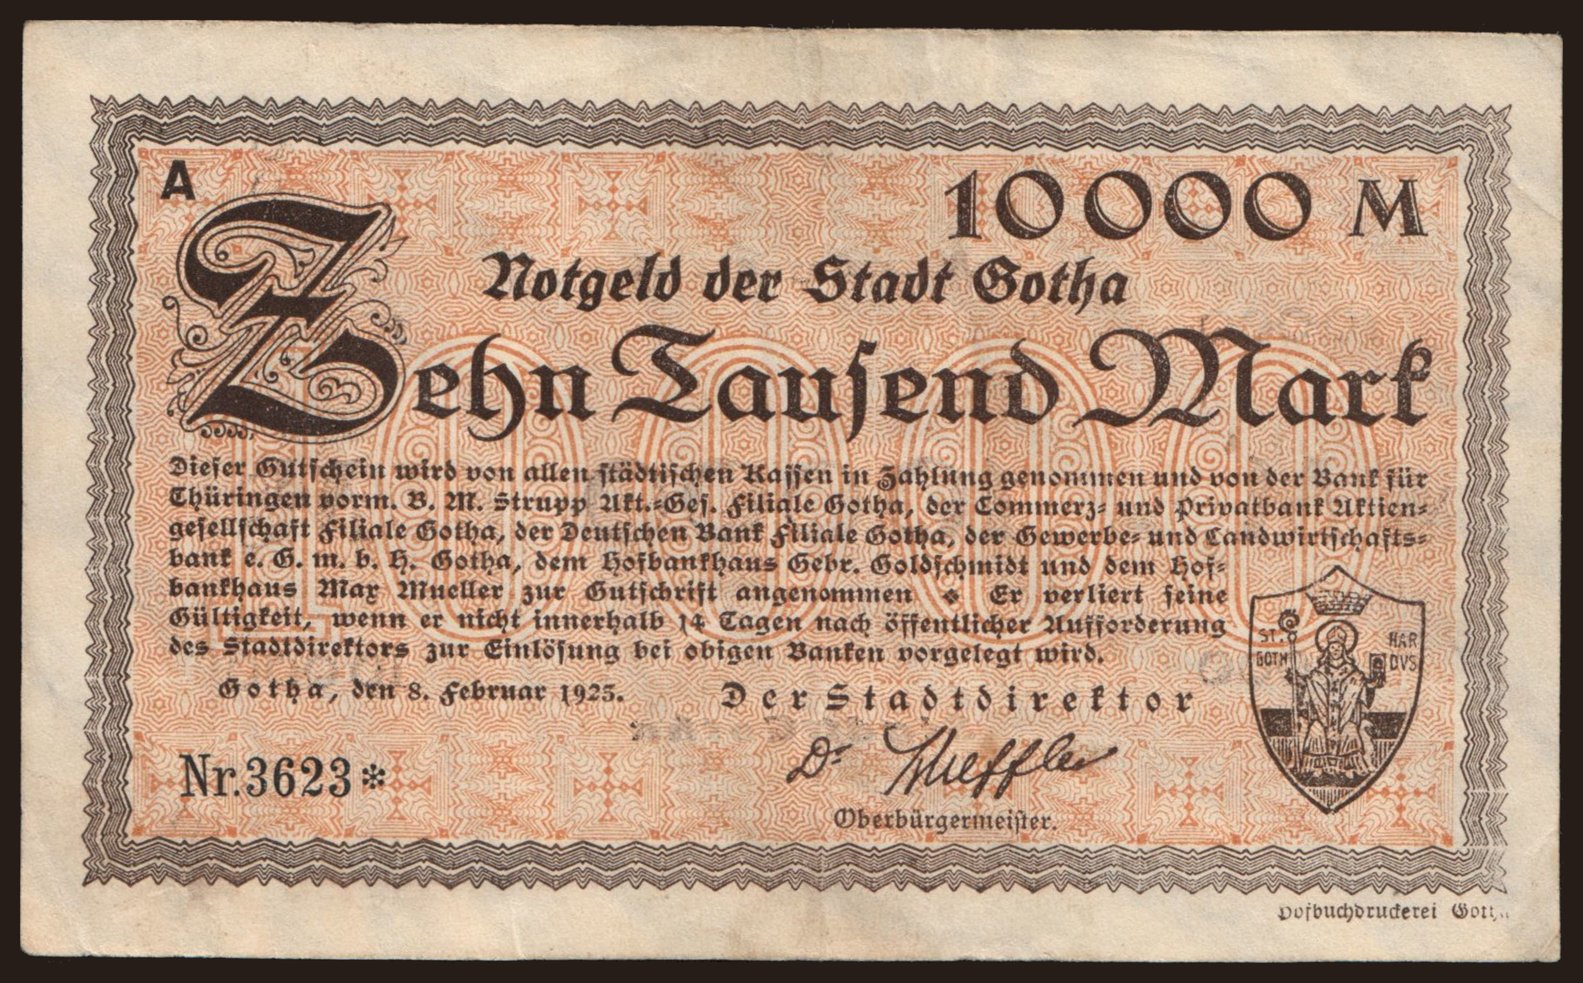 A
10000 M
Notgeld der Stadt Gotha
Zehn Tausend Mark
Dieser Gutschein wird von allen städtischen Kassen in Zahlung genommen und von der Bank für
Thüringen vorm. B. M. Strupp Akt.=Ges. Filiale Gotha, der Commerz= und Privatbank Aktien=
gesellschaft Filiale Gotha, der Deutschen Bank Filiale Gotha, der Gewerbe= und Landwirtschafts=
bank e. G. m. b. H. Gotha, dem Hofbankhaus Gebr. Goldschmidt und dem Hof=
bankhaus Max Mueller zur Gutschrift angenommen ❖ Er verliert seine
Gültigkeit, wenn er nicht innerhalb 14 Tagen nach öffentlicher Aufforderung
des Stadtdirektors zur Einlösung bei obigen Banken vorgelegt wird.
Gotha, den 8. Februar 1923.
Der Stadtdirektor
Dr Scheffler
Oberbürgermeister.
Nr.3623*
ST. GOTHARDVS
Hofbuchdruckerei Gotha